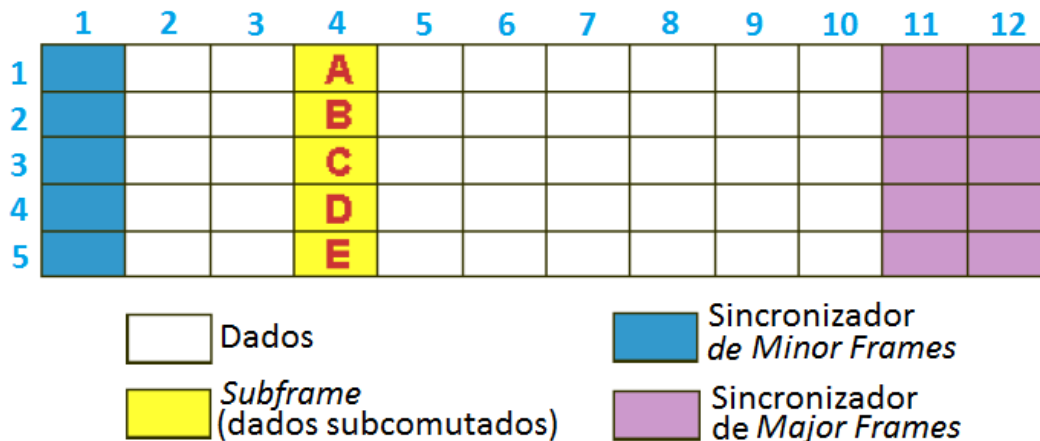 1 2 3 4 5 6 7 8 9 10 11 12
1 A
2 B
3 C
4 D
5 E
Dados
Subframe
(dados subcomutados)
Sincronizador
de Minor Frames
Sincronizador
de Major Frames